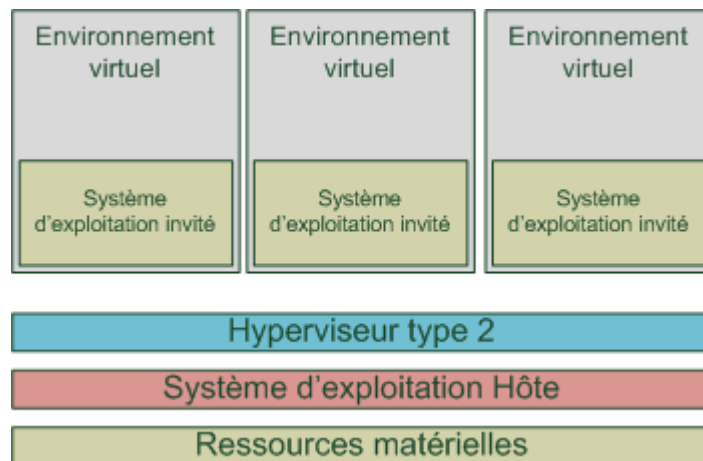 Environnement
virtuel
Système
d'exploitation invité
Environnement
virtuel
Système
d'exploitation invité
Environnement
virtuel
Système
d'exploitation invité
Hyperviseur type 2
Système d'exploitation Hôte
Ressources matérielles